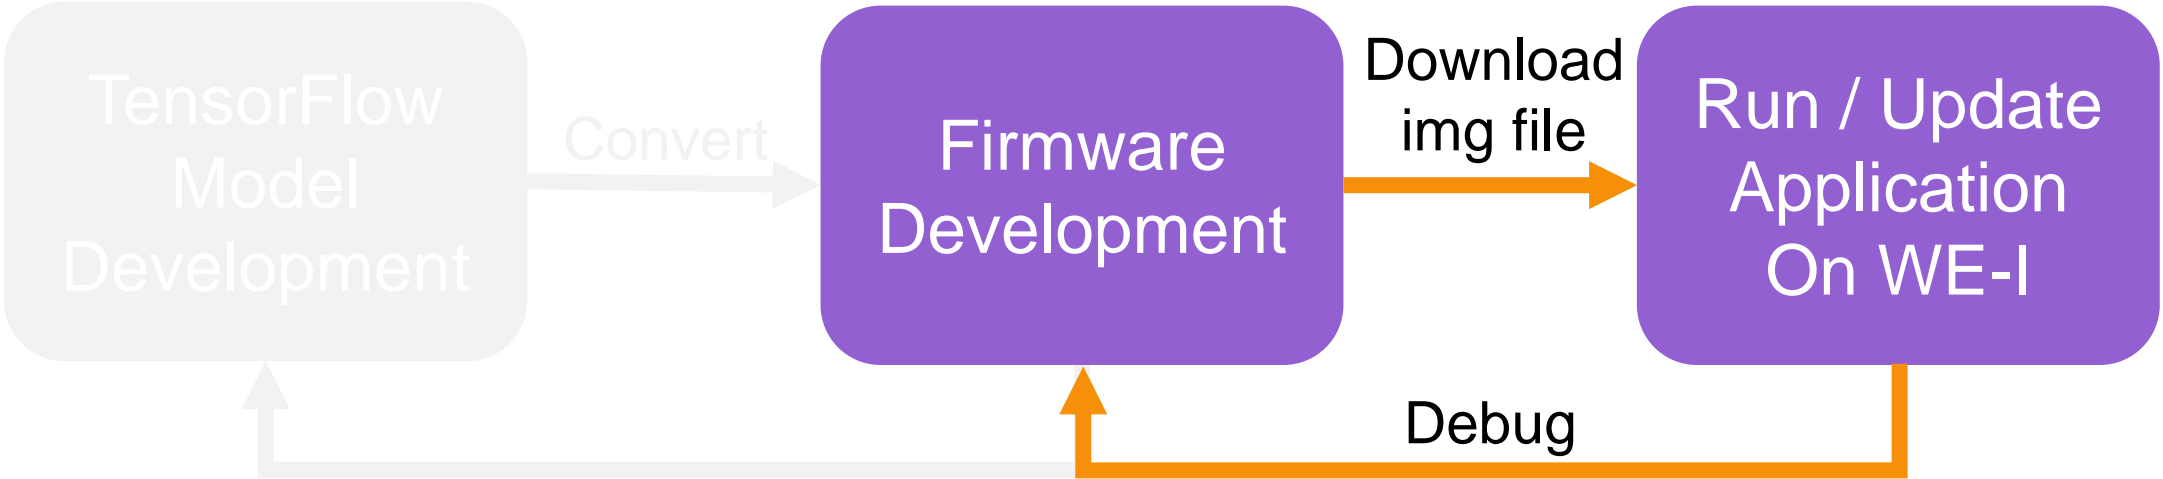 TensorFlow
Model
Development
Convert
Firmware
Development
Download
img file
Run / Update
Application
On WE-I
Debug